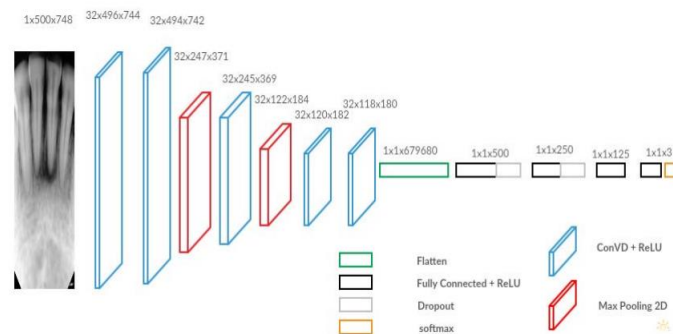 1x500x748
32x496x744
32x494x742
32x247x371
32x245x369
32x122x184
32x120x182
32x118x180
1x1x679680
1x1x500
1x1x250
1x1x125
1x1x3
Flatten
Fully Connected + ReLU
Dropout
softmax
ConVD + ReLU
Max Pooling 2D